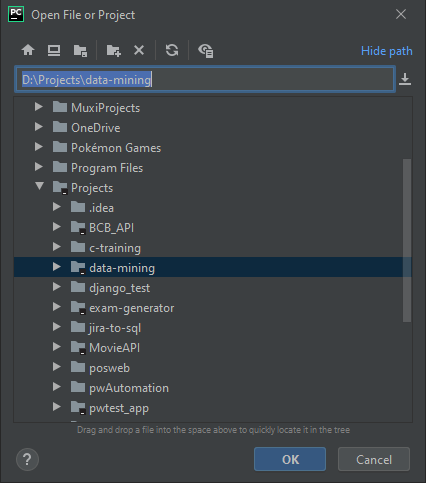 PC Open File or Project
Hide path
D:\Projects\data-mining
MuxiProjects
OneDrive
Pokémon Games
Program Files
Projects
.idea
BCB_API
c-training
data-mining
django_test
exam-generator
jira-to-sql
MovieAPI
posweb
pwAutomation
pwtest_app
Drag and drop a file into the space above to quickly locate it in the tree
? OK Cancel